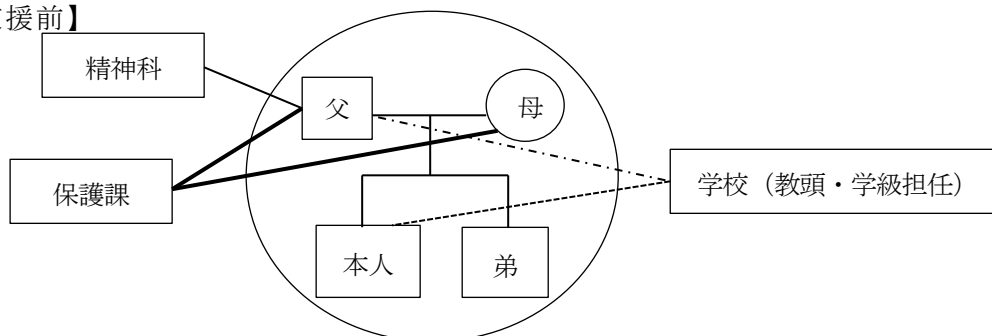 援前】
精神科
父
母
保護課
学校（教頭・学級担任）
本人
弟